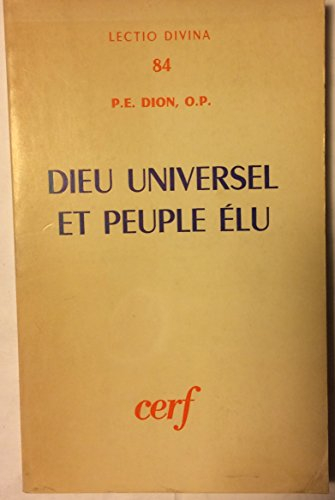 LECTIO DIVINA
84
P.E. DION, O.P.
DIEU UNIVERSEL
ET PEUPLE ÉLU
cerf